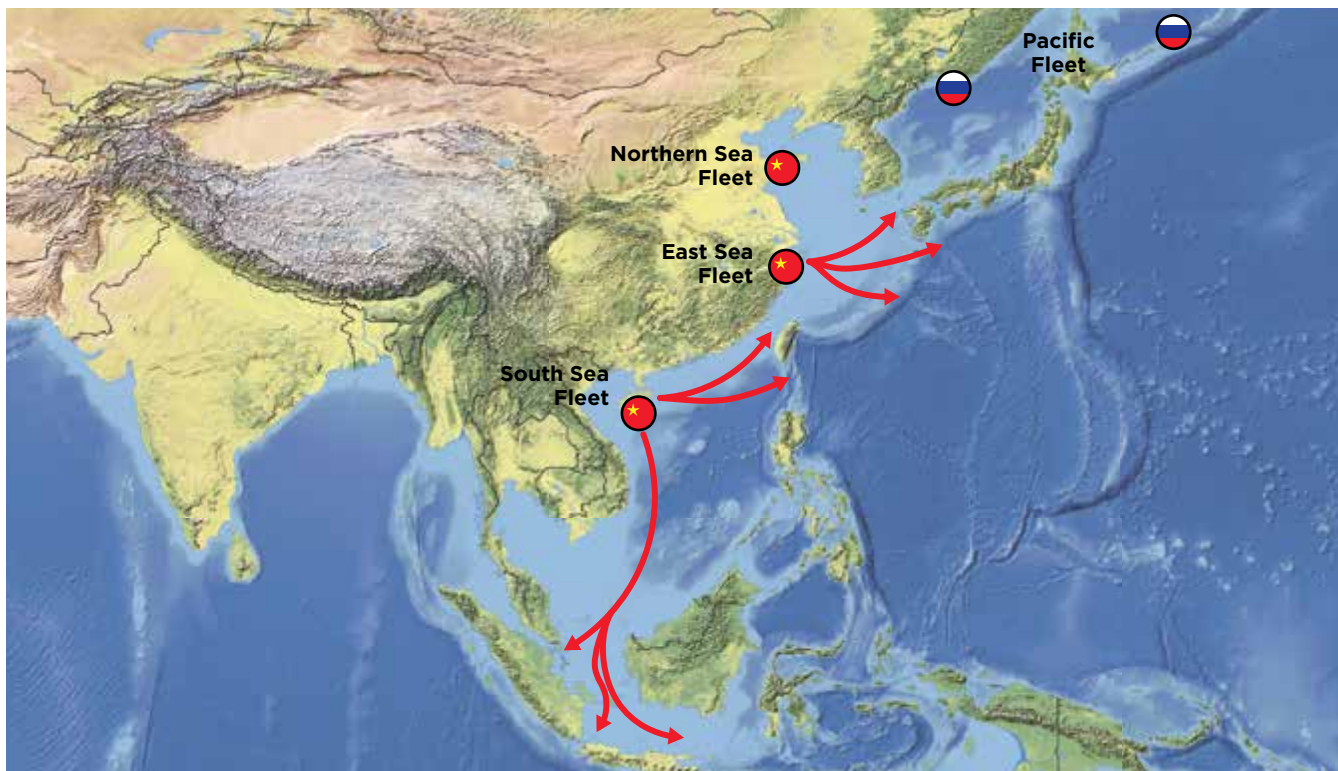 Pacific
Fleet
Northern Sea
Fleet
East Sea
Fleet
South Sea
Fleet